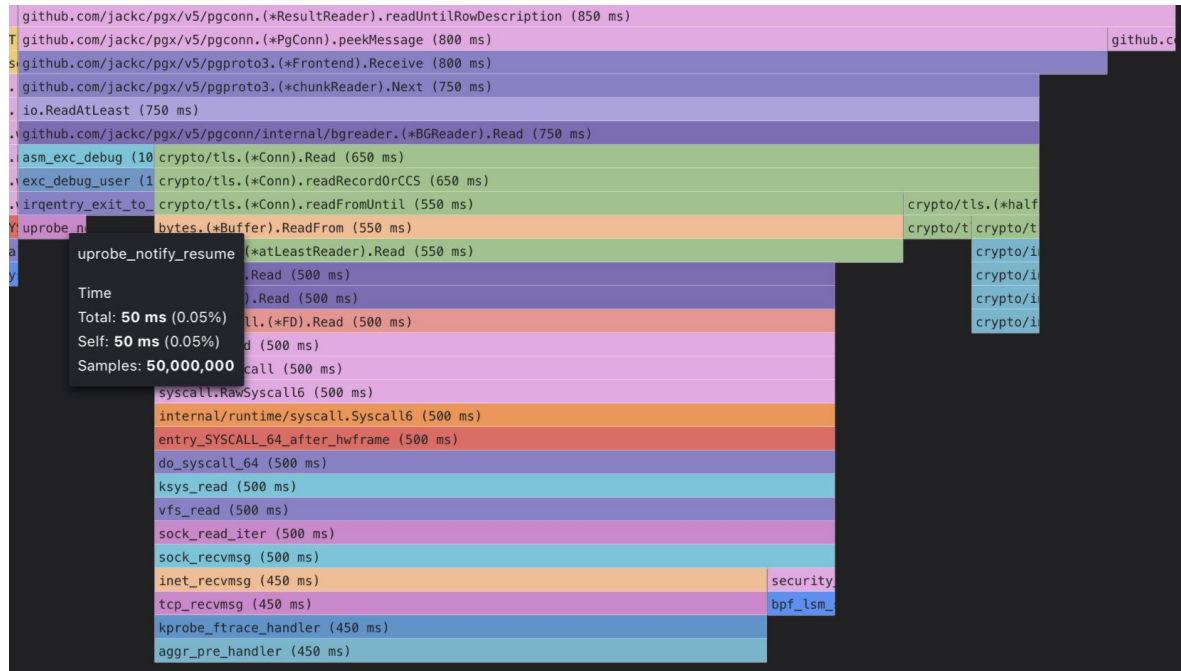 github.com/jackc/pgx/v5/pgconn.(*ResultReader).readUntilRowDescription (850 ms)
github.com/jackc/pgx/v5/pgconn.(*PgConn).peekMessage (800 ms) github.c
github.com/jackc/pgx/v5/pgproto3.(*Frontend).Receive (800 ms)
github.com/jackc/pgx/v5/pgproto3.(*chunkReader).Next (750 ms)
io.ReadAtLeast (750 ms)
github.com/jackc/pgx/v5/pgconn/internal/bgreader.(*BGReader).Read (750 ms)
asm_exc_debug (10 crypto/tls.(*Conn).Read (650 ms)
exc_debug_user (1 crypto/tls.(*Conn).readRecordOrCCS (650 ms)
irqentry_exit_to_ crypto/tls.(*Conn).readFromUntil (550 ms) crypto/tls.(*half
uprobe_n bytes.(*Buffer).ReadFrom (550 ms) crypto/t crypto/t
uprobe_notify_resume
(*atLeastReader).Read (550 ms) crypto/i
.Read (500 ms) crypto/i
Time
).Read (500 ms) crypto/i
Total: 50 ms (0.05%)
ll.(*FD).Read (500 ms) crypto/i
Self: 50 ms (0.05%)
d (500 ms)
Samples: 50,000,000
call (500 ms)
syscall.RawSyscall6 (500 ms)
internal/runtime/syscall.Syscall6 (500 ms)
entry_SYSCALL_64_after_hwframe (500 ms)
do_syscall_64 (500 ms)
ksys_read (500 ms)
vfs_read (500 ms)
sock_read_iter (500 ms)
sock_recvmsg (500 ms)
inet_recvmsg (450 ms) security_
tcp_recvmsg (450 ms) bpf_lsm_
kprobe_ftrace_handler (450 ms)
aggr_pre_handler (450 ms)